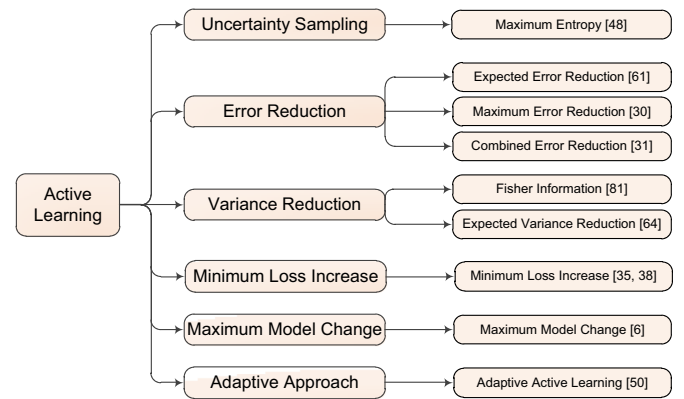 Active
Learning
Uncertainty Sampling
Maximum Entropy [48]
Error Reduction
Expected Error Reduction [61]
Maximum Error Reduction [30]
Combined Error Reduction [31]
Variance Reduction
Fisher Information [81]
Expected Variance Reduction [64]
Minimum Loss Increase
Minimum Loss Increase [35, 38]
Maximum Model Change
Maximum Model Change [6]
Adaptive Approach
Adaptive Active Learning [50]